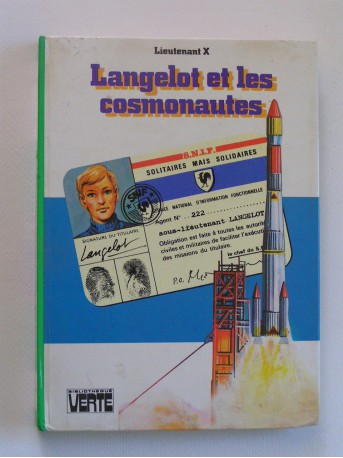 Lieutenant X
Langelot et les
cosmonautes
S.N.I.F.
SOLITAIRES MAIS SOLIDAIRES
SNIF
NATIONAL D'INFORMATION FONCTIONNELLE
Agent N° 222
sous-lieutenant LANGELOT
Obligation est faite à toutes les autorités
civiles et militaires de faciliter l'exécution
des missions du titulaire.
le chef du S.
SIGNATURE DU TITULAIRE
Langelot
P.O.
BIBLIOTHEQUE
VERTE